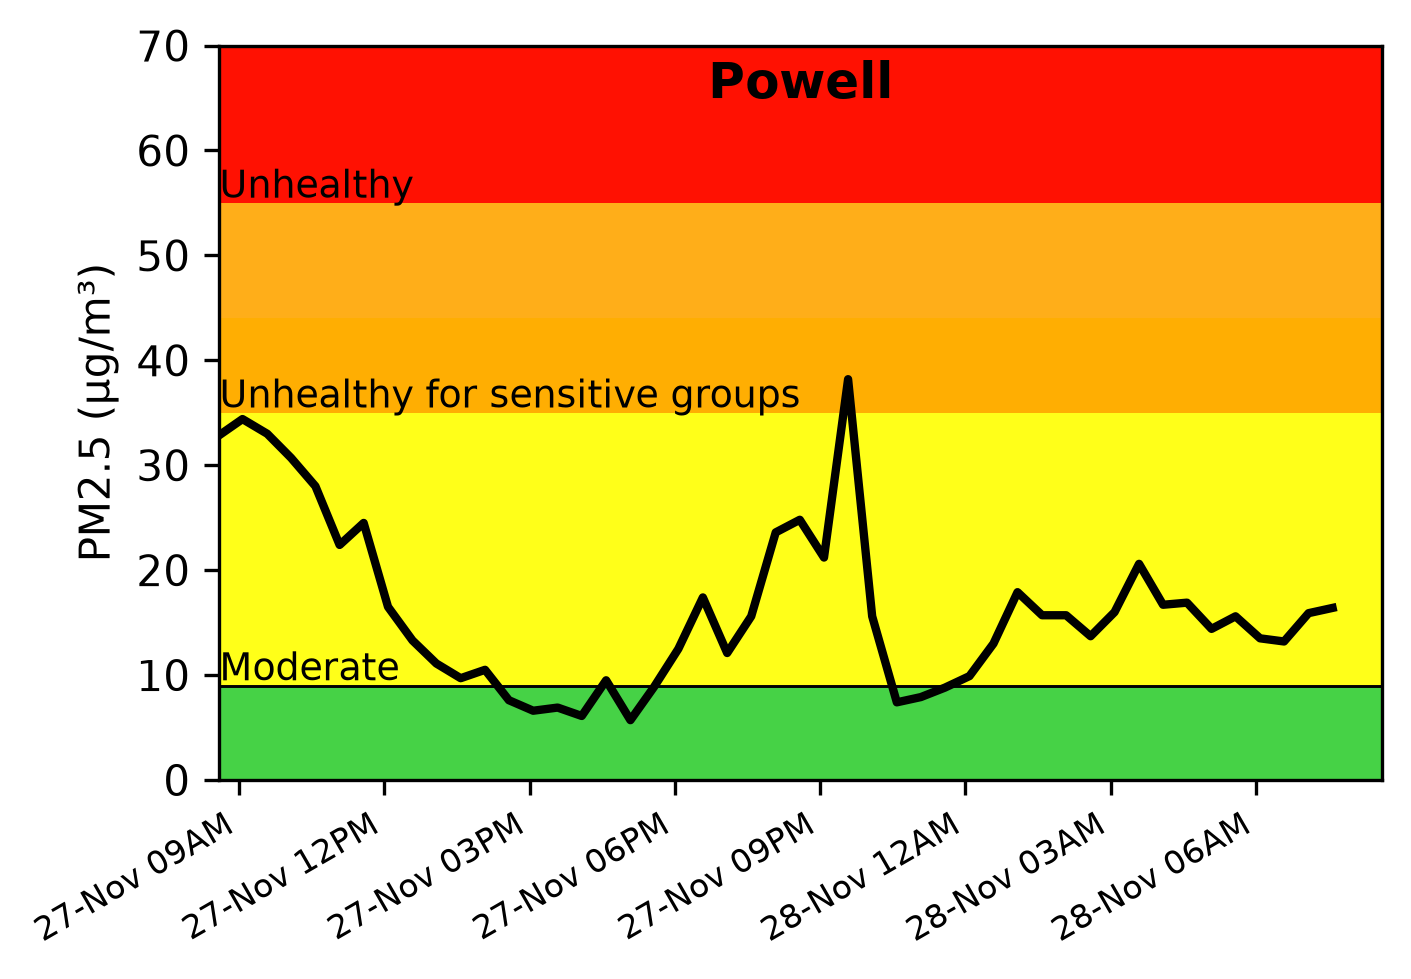 Powell
PM2.5 (µg/m³)
70
60
50
40
30
20
10
0
Unhealthy
Unhealthy for sensitive groups
Moderate
27-Nov 09AM
27-Nov 12PM
27-Nov 03PM
27-Nov 06PM
27-Nov 09PM
28-Nov 12AM
28-Nov 03AM
28-Nov 06AM